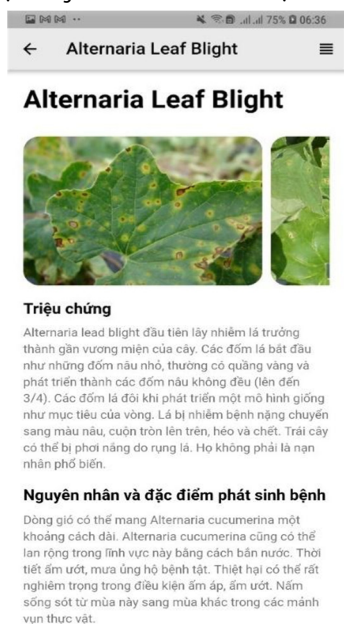 75% 06:36
Alternaria Leaf Blight
Alternaria Leaf Blight
Triệu chứng
Alternaria lead blight đầu tiên lây nhiễm lá trưởng
thành gần vương miện của cây. Các đốm lá bắt đầu
như những đốm nâu nhỏ, thường có quầng vàng và
phát triển thành các đốm nâu không đều (lên đến
3/4). Các đốm lá đôi khi phát triển một mô hình giống
như mục tiêu của vòng. Lá bị nhiễm bệnh nặng chuyển
sang màu nâu, cuộn tròn lên trên, héo và chết. Trái cây
có thể bị phơi nắng do rụng lá. Họ không phải là nạn
nhân phổ biến.
Nguyên nhân và đặc điểm phát sinh bệnh
Dòng gió có thể mang Alternaria cucumerina một
khoảng cách dài. Alternaria cucumerina cũng có thể
lan rộng trong lĩnh vực này bằng cách bắn nước. Thời
tiết ẩm ướt, mưa ủng hộ bệnh tật. Thiệt hại có thể rất
nghiêm trọng trong điều kiện ấm áp, ẩm ướt. Nấm
sống sót từ mùa này sang mùa khác trong các mảnh
vụn thực vật.